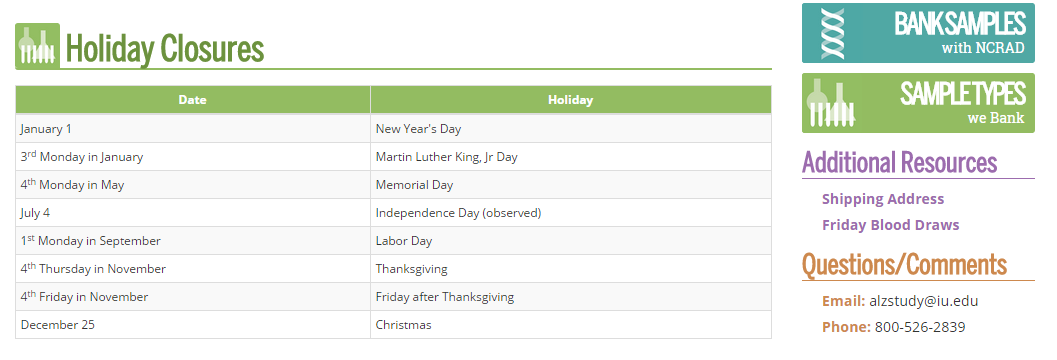 Holiday Closures
Date Holiday
January 1 New Year's Day
3rd Monday in January Martin Luther King, Jr Day
4th Monday in May Memorial Day
July 4 Independence Day (observed)
1st Monday in September Labor Day
4th Thursday in November Thanksgiving
4th Friday in November Friday after Thanksgiving
December 25 Christmas
BANK SAMPLES
with NCRAD
SAMPLE TYPES
we Bank
Additional Resources
Shipping Address
Friday Blood Draws
Questions/Comments
Email: alzstudy@iu.edu
Phone: 800-526-2839